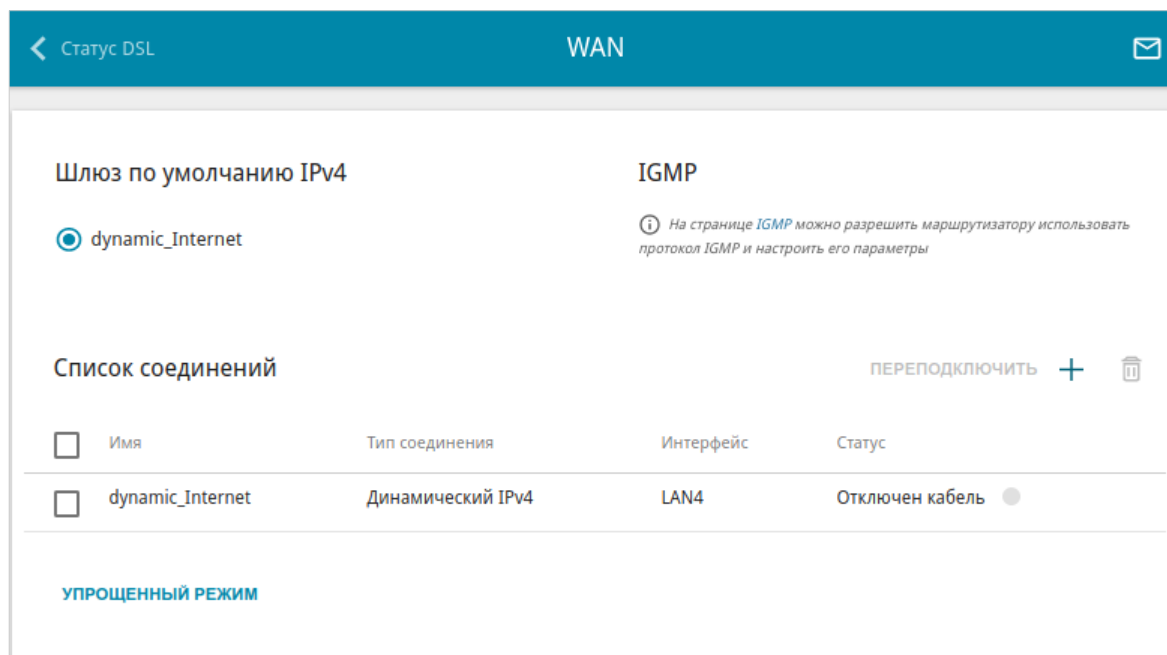 Статус DSL
WAN
Шлюз по умолчанию IPv4
dynamic_Internet
IGMP
На странице IGMP можно разрешить маршрутизатору использовать
протокол IGMP и настроить его параметры
Список соединений
ПЕРЕПОДКЛЮЧИТЬ
Имя Тип соединения Интерфейс Статус
dynamic_Internet Динамический IPv4 LAN4 Отключен кабель
УПРОЩЕННЫЙ РЕЖИМ